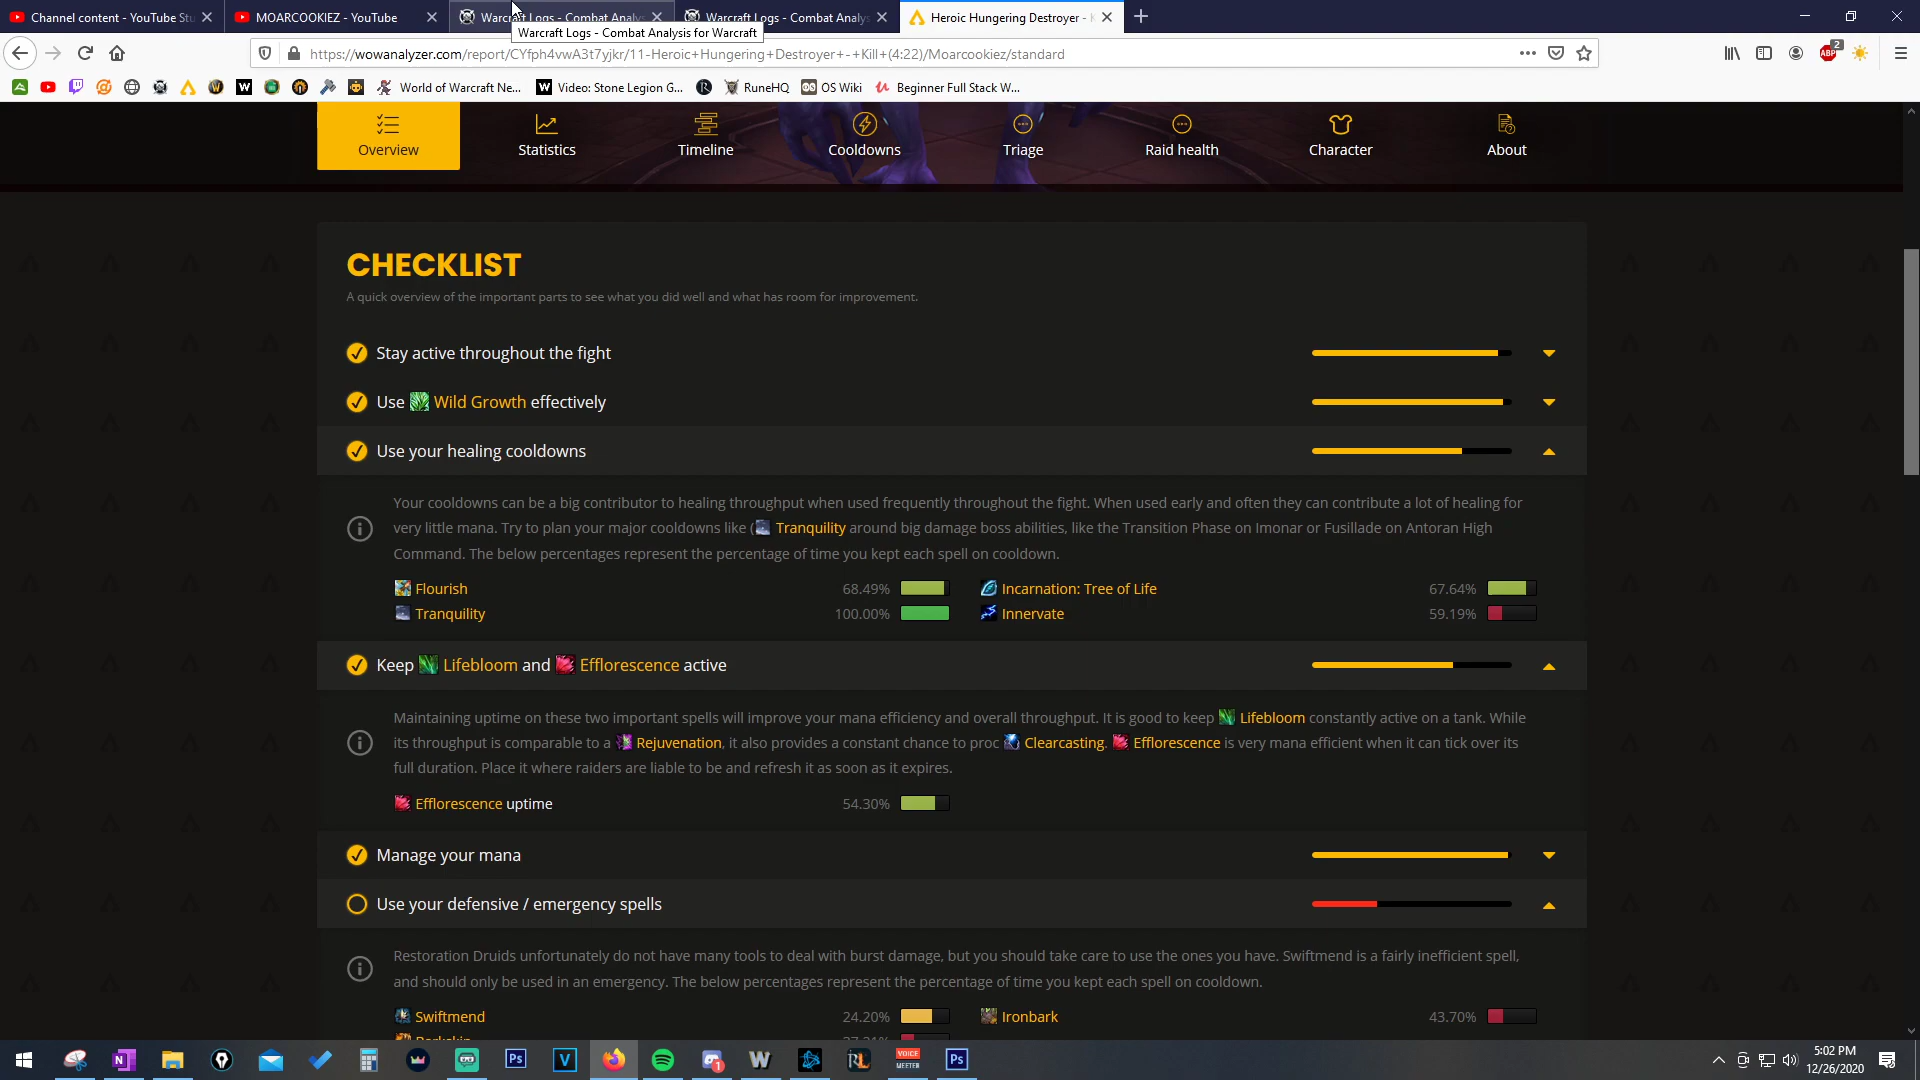 Channel content - YouTube Stu
MOARCOOKIEZ - YouTube
Warcraft Logs - Combat Analys
Warcraft Logs - Combat Analys
Heroic Hungering Destroyer - K
Warcraft Logs - Combat Analysis for Warcraft
https://wowanalyzer.com/report/CYfph4vwA3t7yjkr/11-Heroic+Hungering+Destroyer+-+Kill+(4:22)/Moarcookiez/standard
ABP 2
World of Warcraft Ne...
Video: Stone Legion G...
RuneHQ
OS Wiki
Beginner Full Stack W...
Overview
Statistics
Timeline
Cooldowns
Triage
Raid health
Character
About
CHECKLIST
A quick overview of the important parts to see what you did well and what has room for improvement.
Stay active throughout the fight
Use Wild Growth effectively
Use your healing cooldowns
Your cooldowns can be a big contributor to healing throughput when used frequently throughout the fight. When used early and often they can contribute a lot of healing for
very little mana. Try to plan your major cooldowns like ( Tranquility around big damage boss abilities, like the Transition Phase on Imonar or Fusillade on Antoran High
Command. The below percentages represent the percentage of time you kept each spell on cooldown.
Flourish 68.49% Incarnation: Tree of Life 67.64%
Tranquility 100.00% Innervate 59.19%
Keep Lifebloom and Efflorescence active
Maintaining uptime on these two important spells will improve your mana efficiency and overall throughput. It is good to keep Lifebloom constantly active on a tank. While
its throughput is comparable to a Rejuvenation, it also provides a constant chance to proc Clearcasting. Efflorescence is very mana efficient when it can tick over its
full duration. Place it where raiders are liable to be and refresh it as soon as it expires.
Efflorescence uptime 54.30%
Manage your mana
Use your defensive / emergency spells
Restoration Druids unfortunately do not have many tools to deal with burst damage, but you should take care to use the ones you have. Swiftmend is a fairly inefficient spell,
and should only be used in an emergency. The below percentages represent the percentage of time you kept each spell on cooldown.
Swiftmend 24.20% Ironbark 43.70%
5:02 PM
12/26/2020